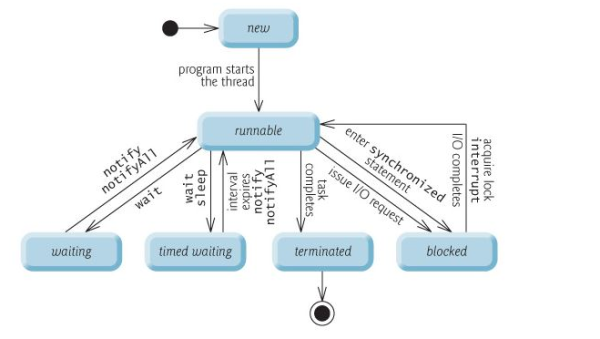 new
program starts
the thread
runnable
notify
notifyAll
wait
wait
sleep
interval
expires
notify
notifyAll
task
completes
enter synchronized
statement
issue I/O request
I/O completes
interrupt
acquire lock
waiting
timed waiting
terminated
blocked